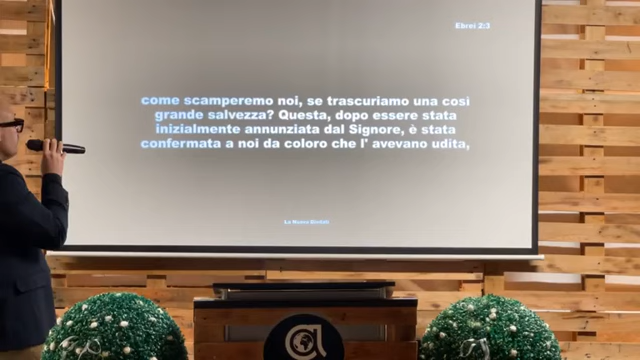 Ebrei 2:3
come scamperemo noi, se trascuriamo una così
grande salvezza? Questa, dopo essere stata
inizialmente annunziata dal Signore, è stata
confermata a noi da coloro che l' avevano udita,
La Nuova Diodati